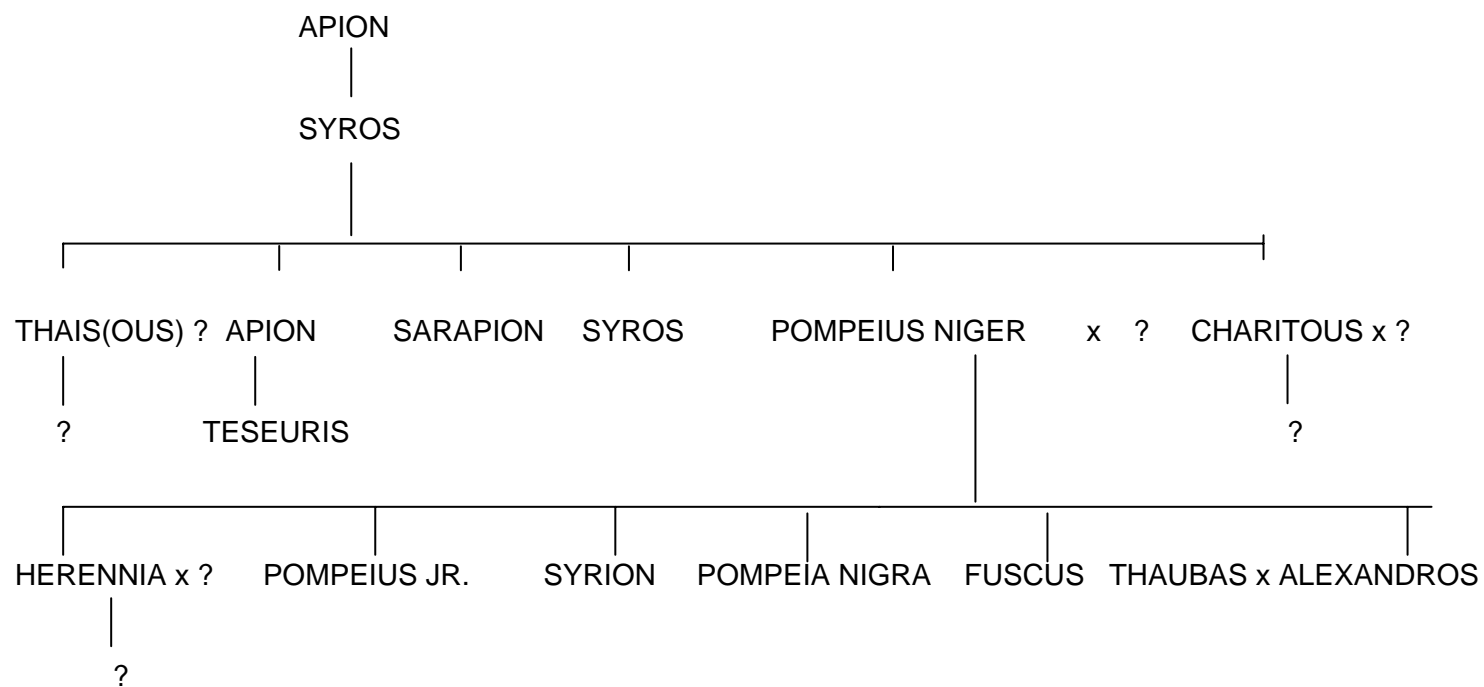 APION
SYROS
THAIS(OUS) ? APION SARAPION SYROS POMPEIUS NIGER x ? CHARITOUS x ?
? TESEURIS ?
HERENNIA x ? POMPEIUS JR. SYRION POMPEIA NIGRA FUSCUS THAUBAS x ALEXANDROS
?